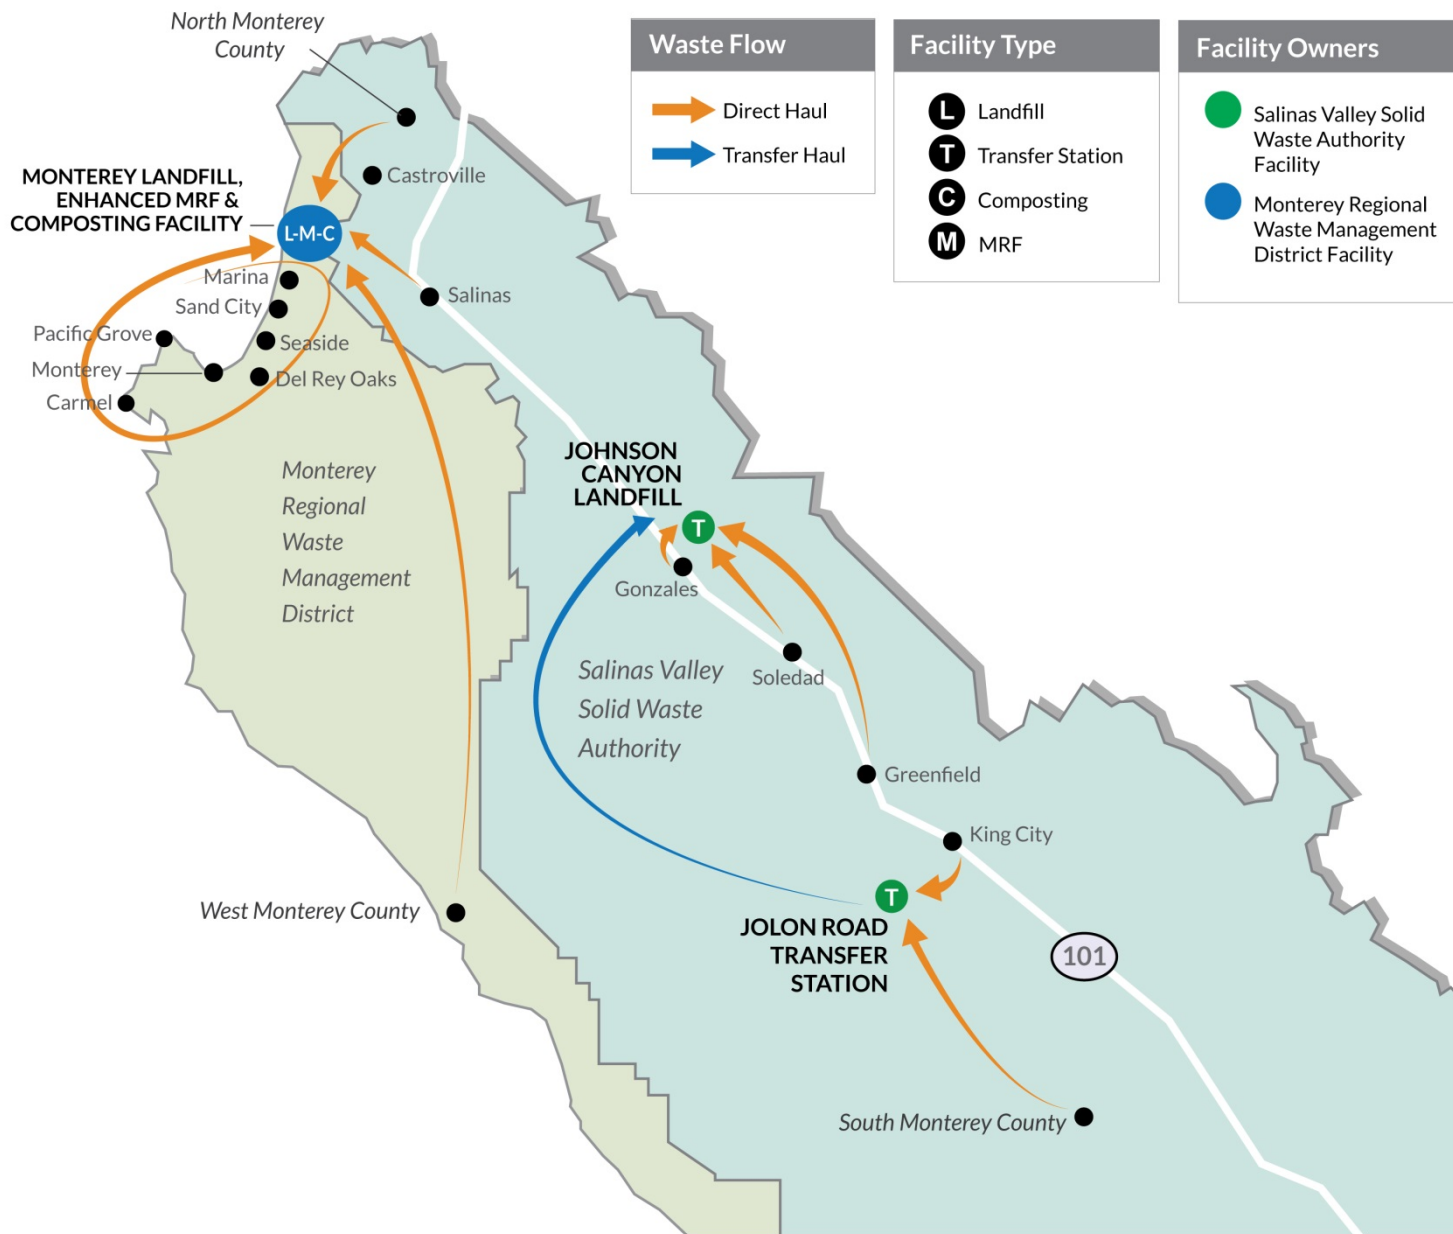 North Monterey
County
Waste Flow
Direct Haul
Transfer Haul
Facility Type
L
Landfill
T
Transfer Station
C
Composting
M
MRF
Facility Owners
Salinas Valley Solid
Waste Authority
Facility
Monterey Regional
Waste Management
District Facility
MONTEREY LANDFILL,
ENHANCED MRF &
COMPOSTING FACILITY
L-M-C
Castroville
Marina
Sand City
Salinas
Pacific Grove
Seaside
Monterey
Del Rey Oaks
Carmel
Monterey
Regional
Waste
Management
District
JOHNSON
CANYON
LANDFILL
T
Gonzales
Soledad
Salinas Valley
Solid Waste
Authority
Greenfield
King City
T
West Monterey County
JOLON ROAD
TRANSFER
STATION
101
South Monterey County